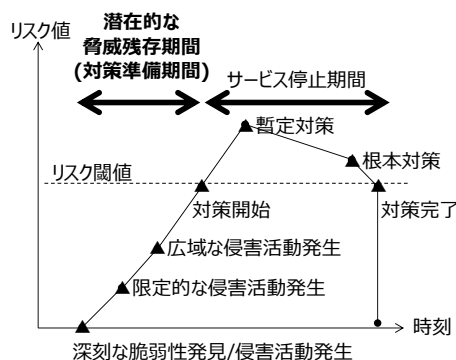 リスク値
潜在的な
脅威残存期間
(対策準備期間)
サービス停止期間
暫定対策
根本対策
リスク閾値
対策開始
対策完了
広域な侵害活動発生
限定的な侵害活動発生
時刻
深刻な脆弱性発見/侵害活動発生